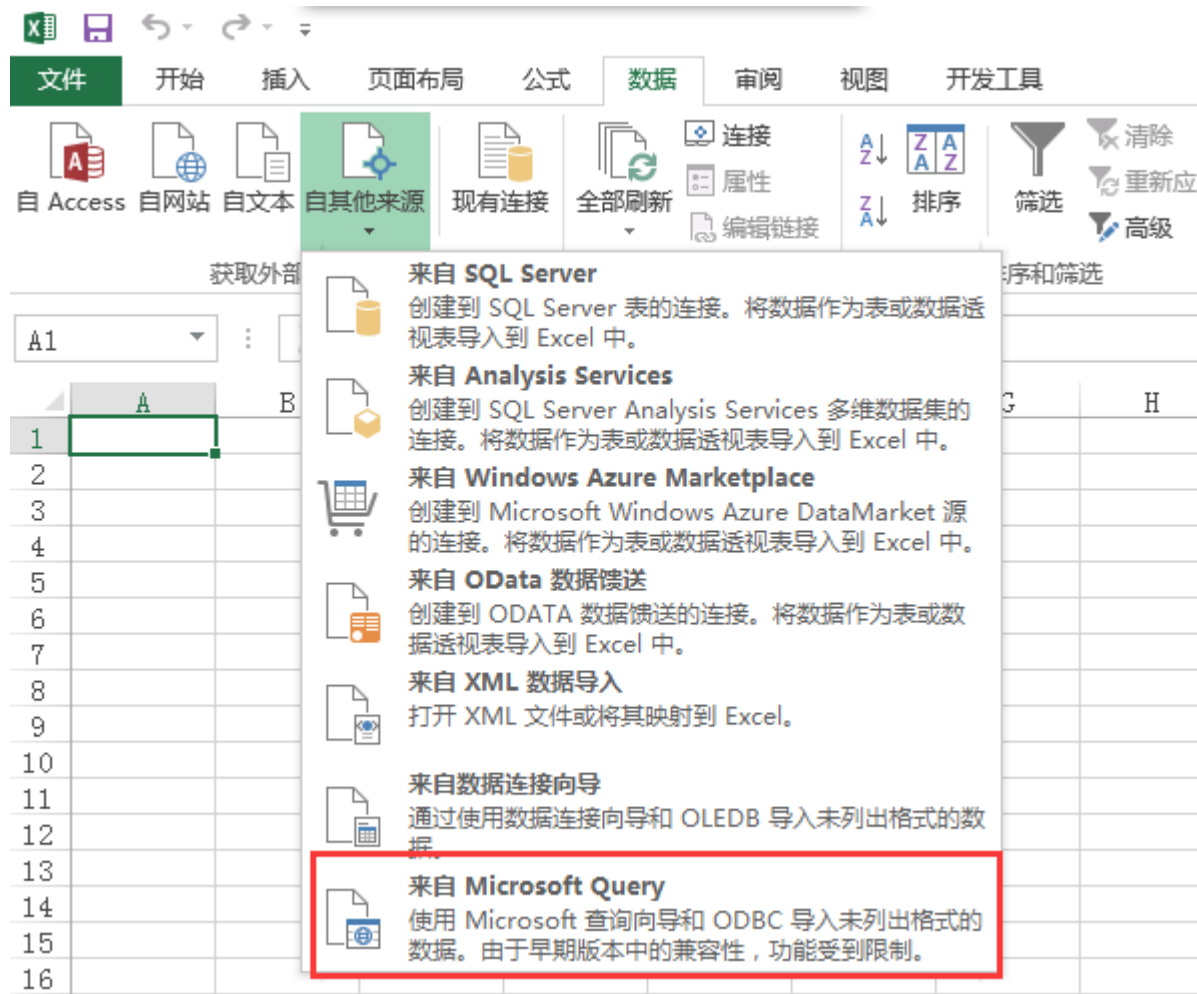 文件 开始 插入 页面布局 公式 数据 审阅 视图 开发工具
自 Access 自网站 自文本 自其他来源 现有连接 全部刷新 连接 属性 编辑链接 排序 筛选 清除 重新应 高级
获取外部 序和筛选
A1
A B G H
来自 SQL Server
创建到 SQL Server 表的连接。将数据作为表或数据透
视表导入到 Excel 中。
来自 Analysis Services
创建到 SQL Server Analysis Services 多维数据集的
连接。将数据作为表或数据透视表导入到 Excel 中。
来自 Windows Azure Marketplace
创建到 Microsoft Windows Azure DataMarket 源
的连接。将数据作为表或数据透视表导入到 Excel 中。
来自 OData 数据馈送
创建到 ODATA 数据馈送的连接。将数据作为表或数
据透视表导入到 Excel 中。
来自 XML 数据导入
打开 XML 文件或将其映射到 Excel。
来自数据连接向导
通过使用数据连接向导和 OLEDB 导入未列出格式的数
据。
来自 Microsoft Query
使用 Microsoft 查询向导和 ODBC 导入未列出格式的
数据。由于早期版本中的兼容性，功能受到限制。
1
2
3
4
5
6
7
8
9
10
11
12
13
14
15
16